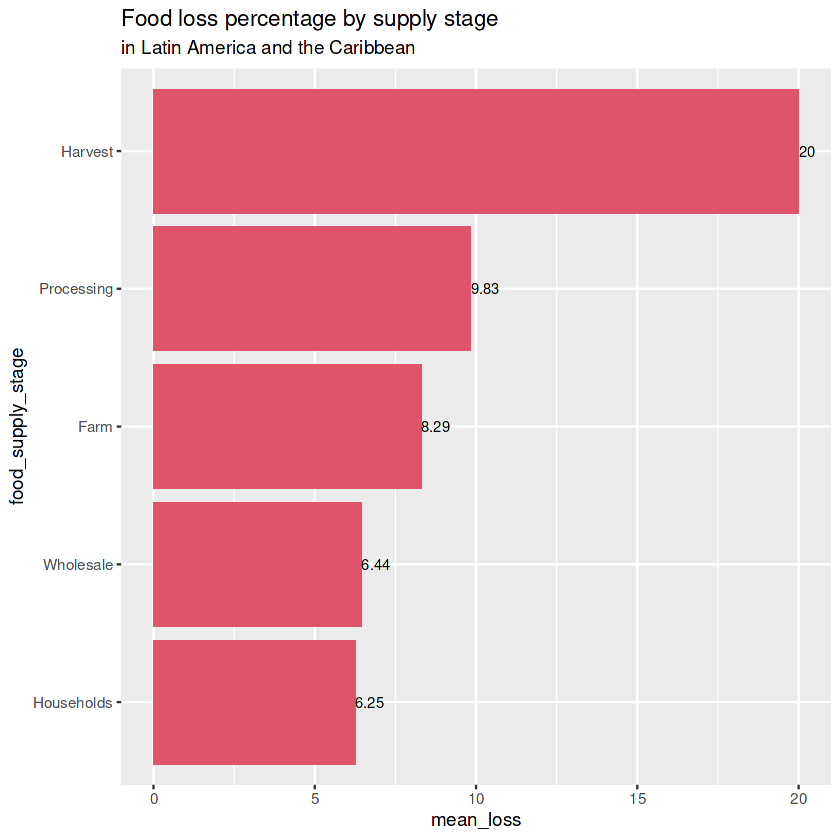 Food loss percentage by supply stage
in Latin America and the Caribbean
food_supply_stage
Harvest
20
Processing
9.83
Farm
8.29
Wholesale
6.44
Households
6.25
0 5 10 15 20
mean_loss